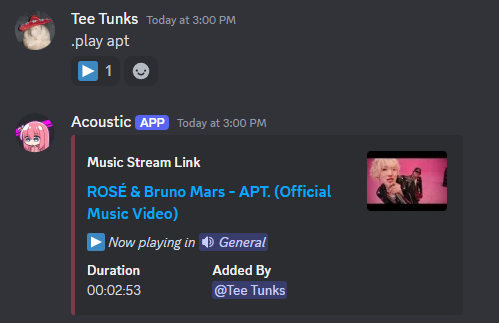 Tee Tunks Today at 3:00 PM
.play apt
1
Acoustic APP Today at 3:00 PM
Music Stream Link
ROSÉ & Bruno Mars - APT. (Official
Music Video)
Now playing in General
Duration Added By
00:02:53 @Tee Tunks